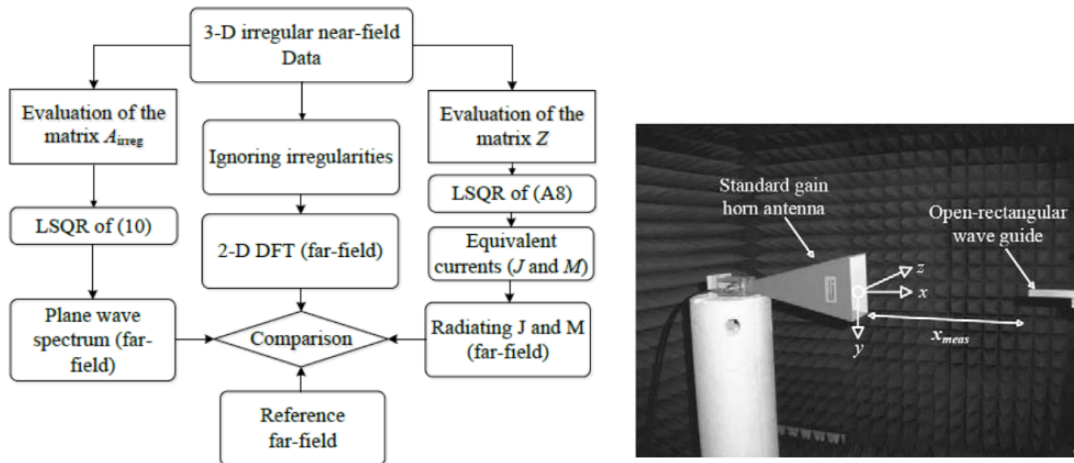 3-D irregular near-field
Data
Evaluation of the
matrix A_irreg
LSQR of (10)
Plane wave
spectrum (far-
field)
Ignoring irregularities
2-D DFT (far-field)
Comparison
Reference
far-field
Evaluation of the
matrix Z
LSQR of (A8)
Equivalent
currents (J and M)
Radiating J and M
(far-field)
Standard gain
horn antenna
Open-rectangular
wave guide
z
x
y
x_meas